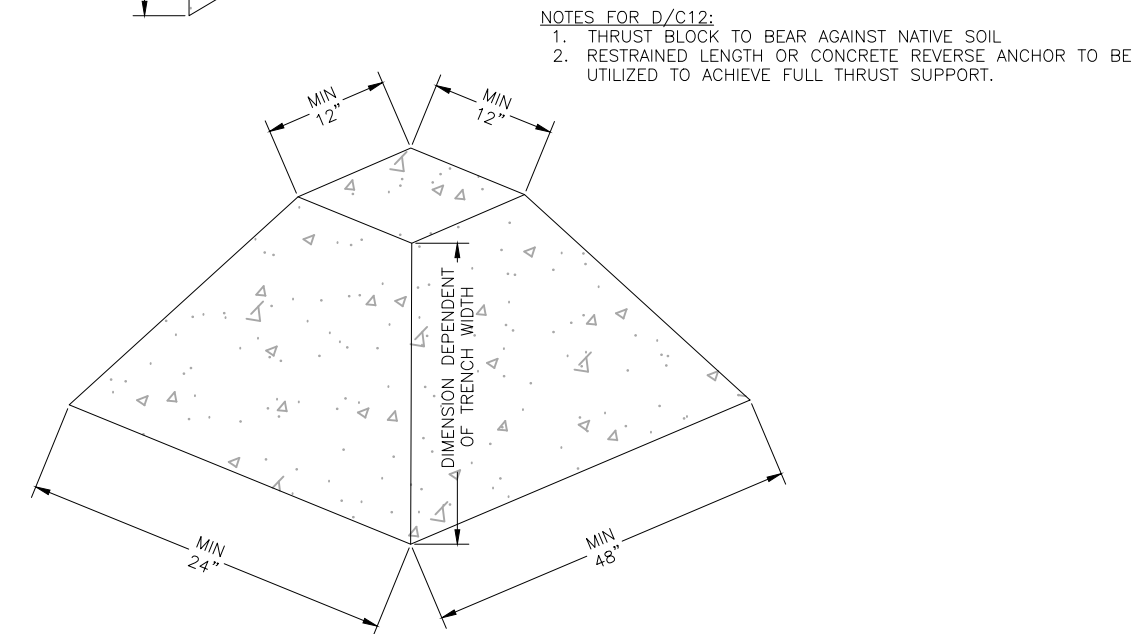 NOTES FOR D/C12:
1. THRUST BLOCK TO BEAR AGAINST NATIVE SOIL
2. RESTRAINED LENGTH OR CONCRETE REVERSE ANCHOR TO BE
UTILIZED TO ACHIEVE FULL THRUST SUPPORT.
MIN
12"
MIN
12"
DIMENSION DEPENDENT
OF TRENCH WIDTH
MIN
24"
MIN
48"